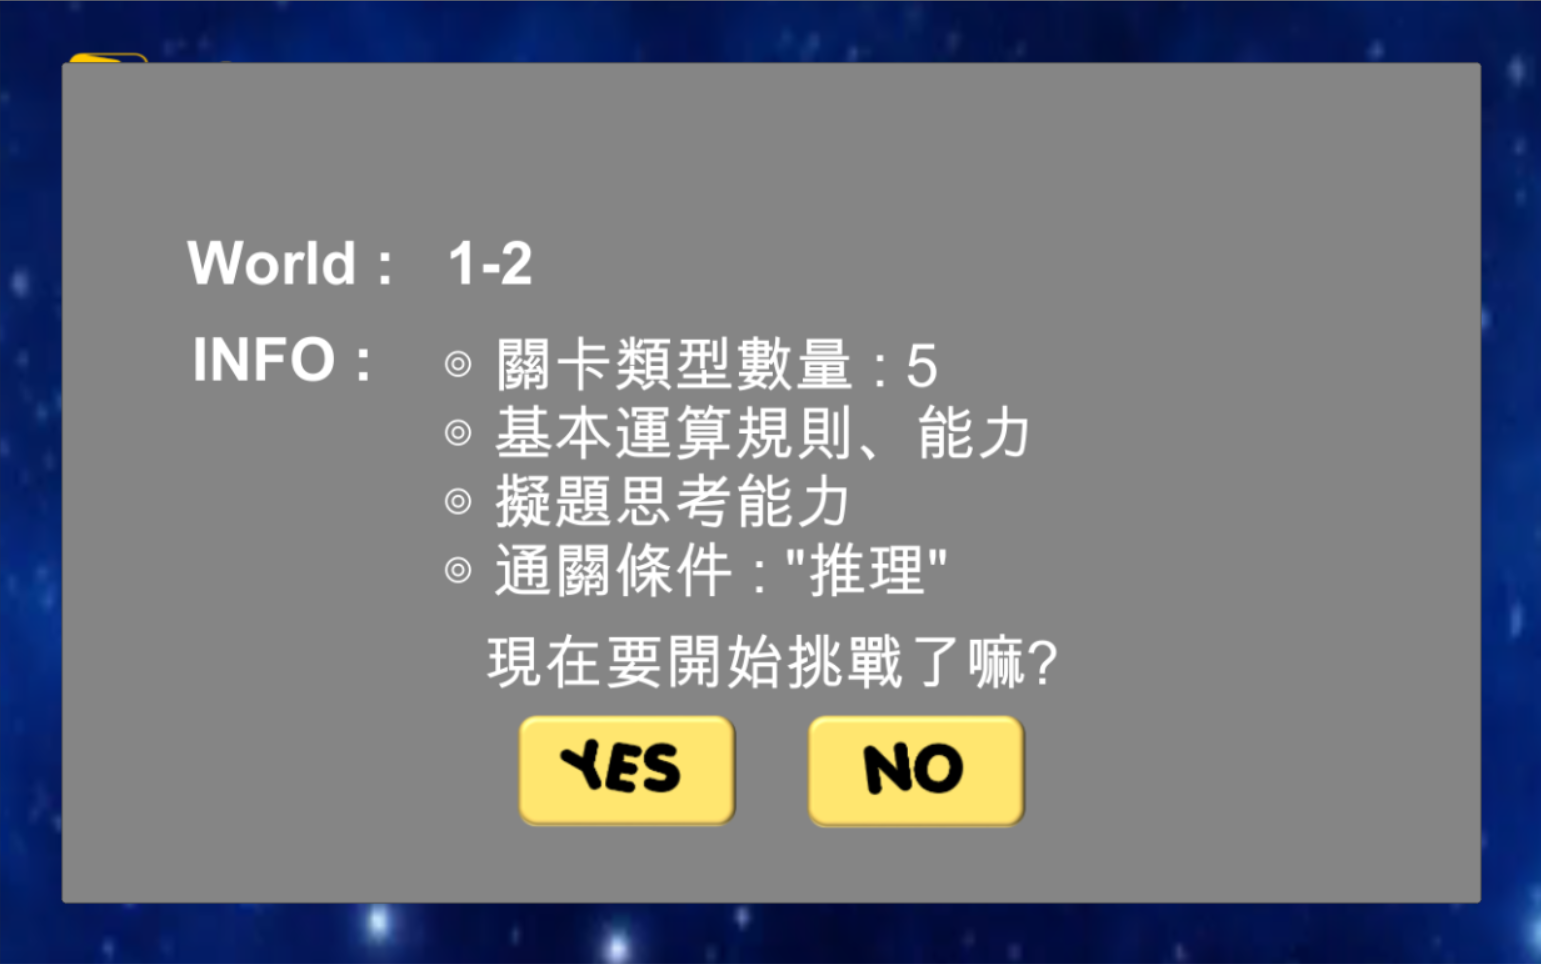 World : 1-2
INFO : ◎ 關卡類型數量 : 5
◎ 基本運算規則、能力
◎ 擬題思考能力
◎ 通關條件 : "推理"
現在要開始挑戰了嘛?
YES NO